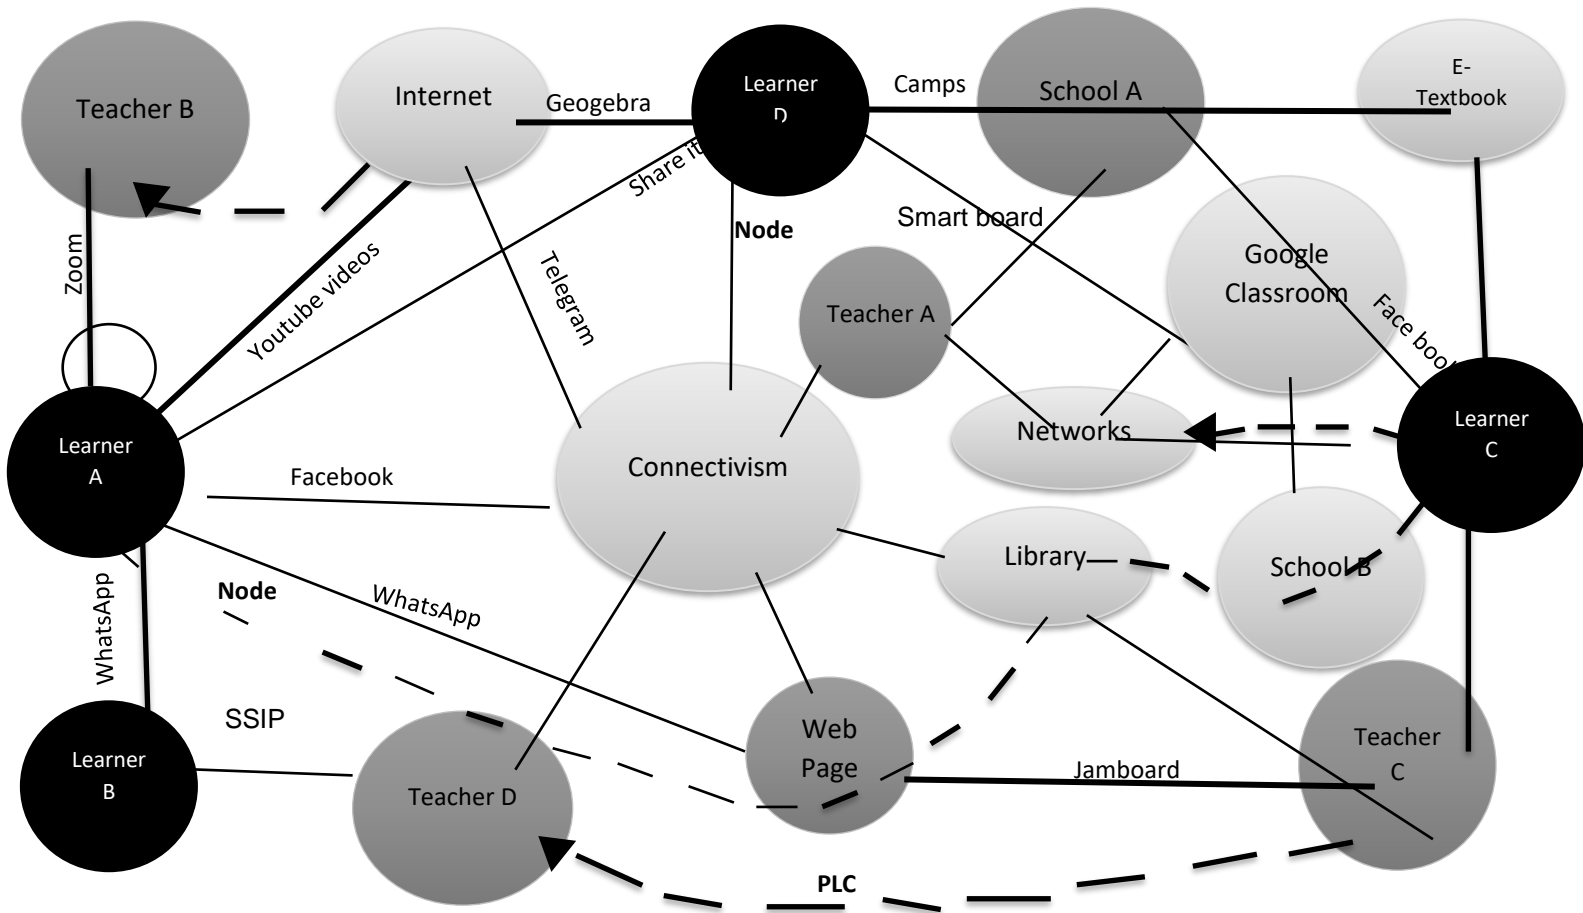 Teacher B
Internet
Geogebra
Learner
D
Camps
School A
E-
Textbook
Share it
Node
Smart board
Zoom
Youtube videos
Telegram
Teacher A
Google
Classroom
Face book
Learner
A
Facebook
Connectivism
Networks
Learner
C
Library
School B
WhatsApp
Node
WhatsApp
SSIP
Learner
B
Teacher D
Web
Page
Jamboard
Teacher
C
PLC